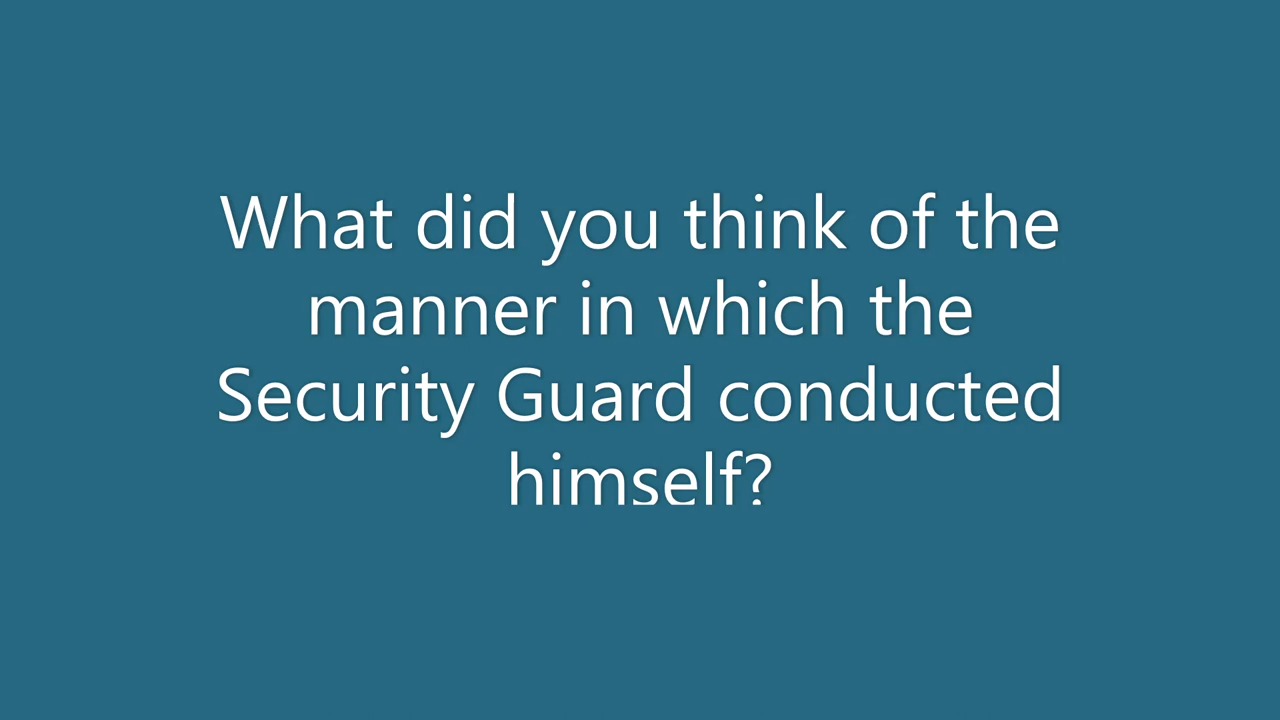 What did you think of the
manner in which the
Security Guard conducted
himself?